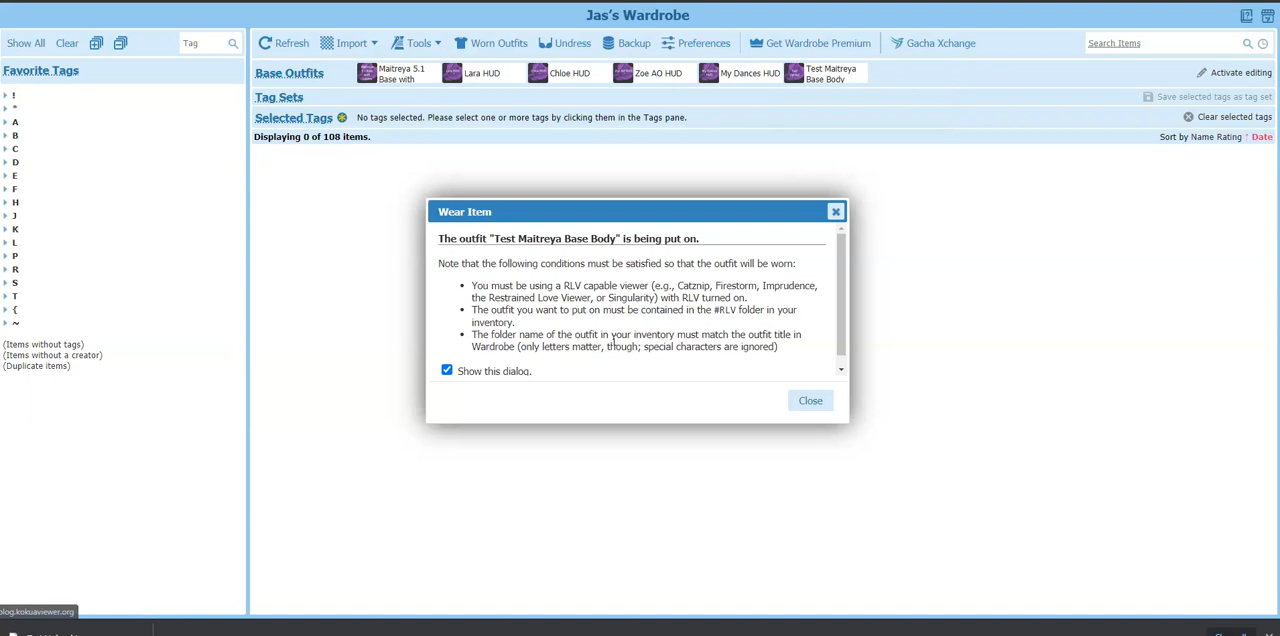 Jas's Wardrobe
Show All Clear Tag
Refresh Import Tools Worn Outfits Undress Backup Preferences Get Wardrobe Premium Gacha Xchange Search Items
Favorite Tags
!
*
A
B
C
D
E
F
H
J
K
L
P
R
S
T
{
~
(Items without tags)
(Items without a creator)
(Duplicate items)
Base Outfits Maitreya 5.1 Base with Lara HUD Chloe HUD Zoe AO HUD My Dances HUD Test Maitreya Base Body Activate editing
Tag Sets Save selected tags as tag set
Selected Tags No tags selected. Please select one or more tags by clicking them in the Tags pane. Clear selected tags
Displaying 0 of 108 items. Sort by Name Rating ↑ Date
Wear Item
The outfit "Test Maitreya Base Body" is being put on.
Note that the following conditions must be satisfied so that the outfit will be worn:
• You must be using a RLV capable viewer (e.g., Catznip, Firestorm, Imprudence,
the Restrained Love Viewer, or Singularity) with RLV turned on.
• The outfit you want to put on must be contained in the #RLV folder in your
inventory.
• The folder name of the outfit in your inventory must match the outfit title in
Wardrobe (only letters matter, though; special characters are ignored)
Show this dialog.
Close
blog.kokuaviewer.org